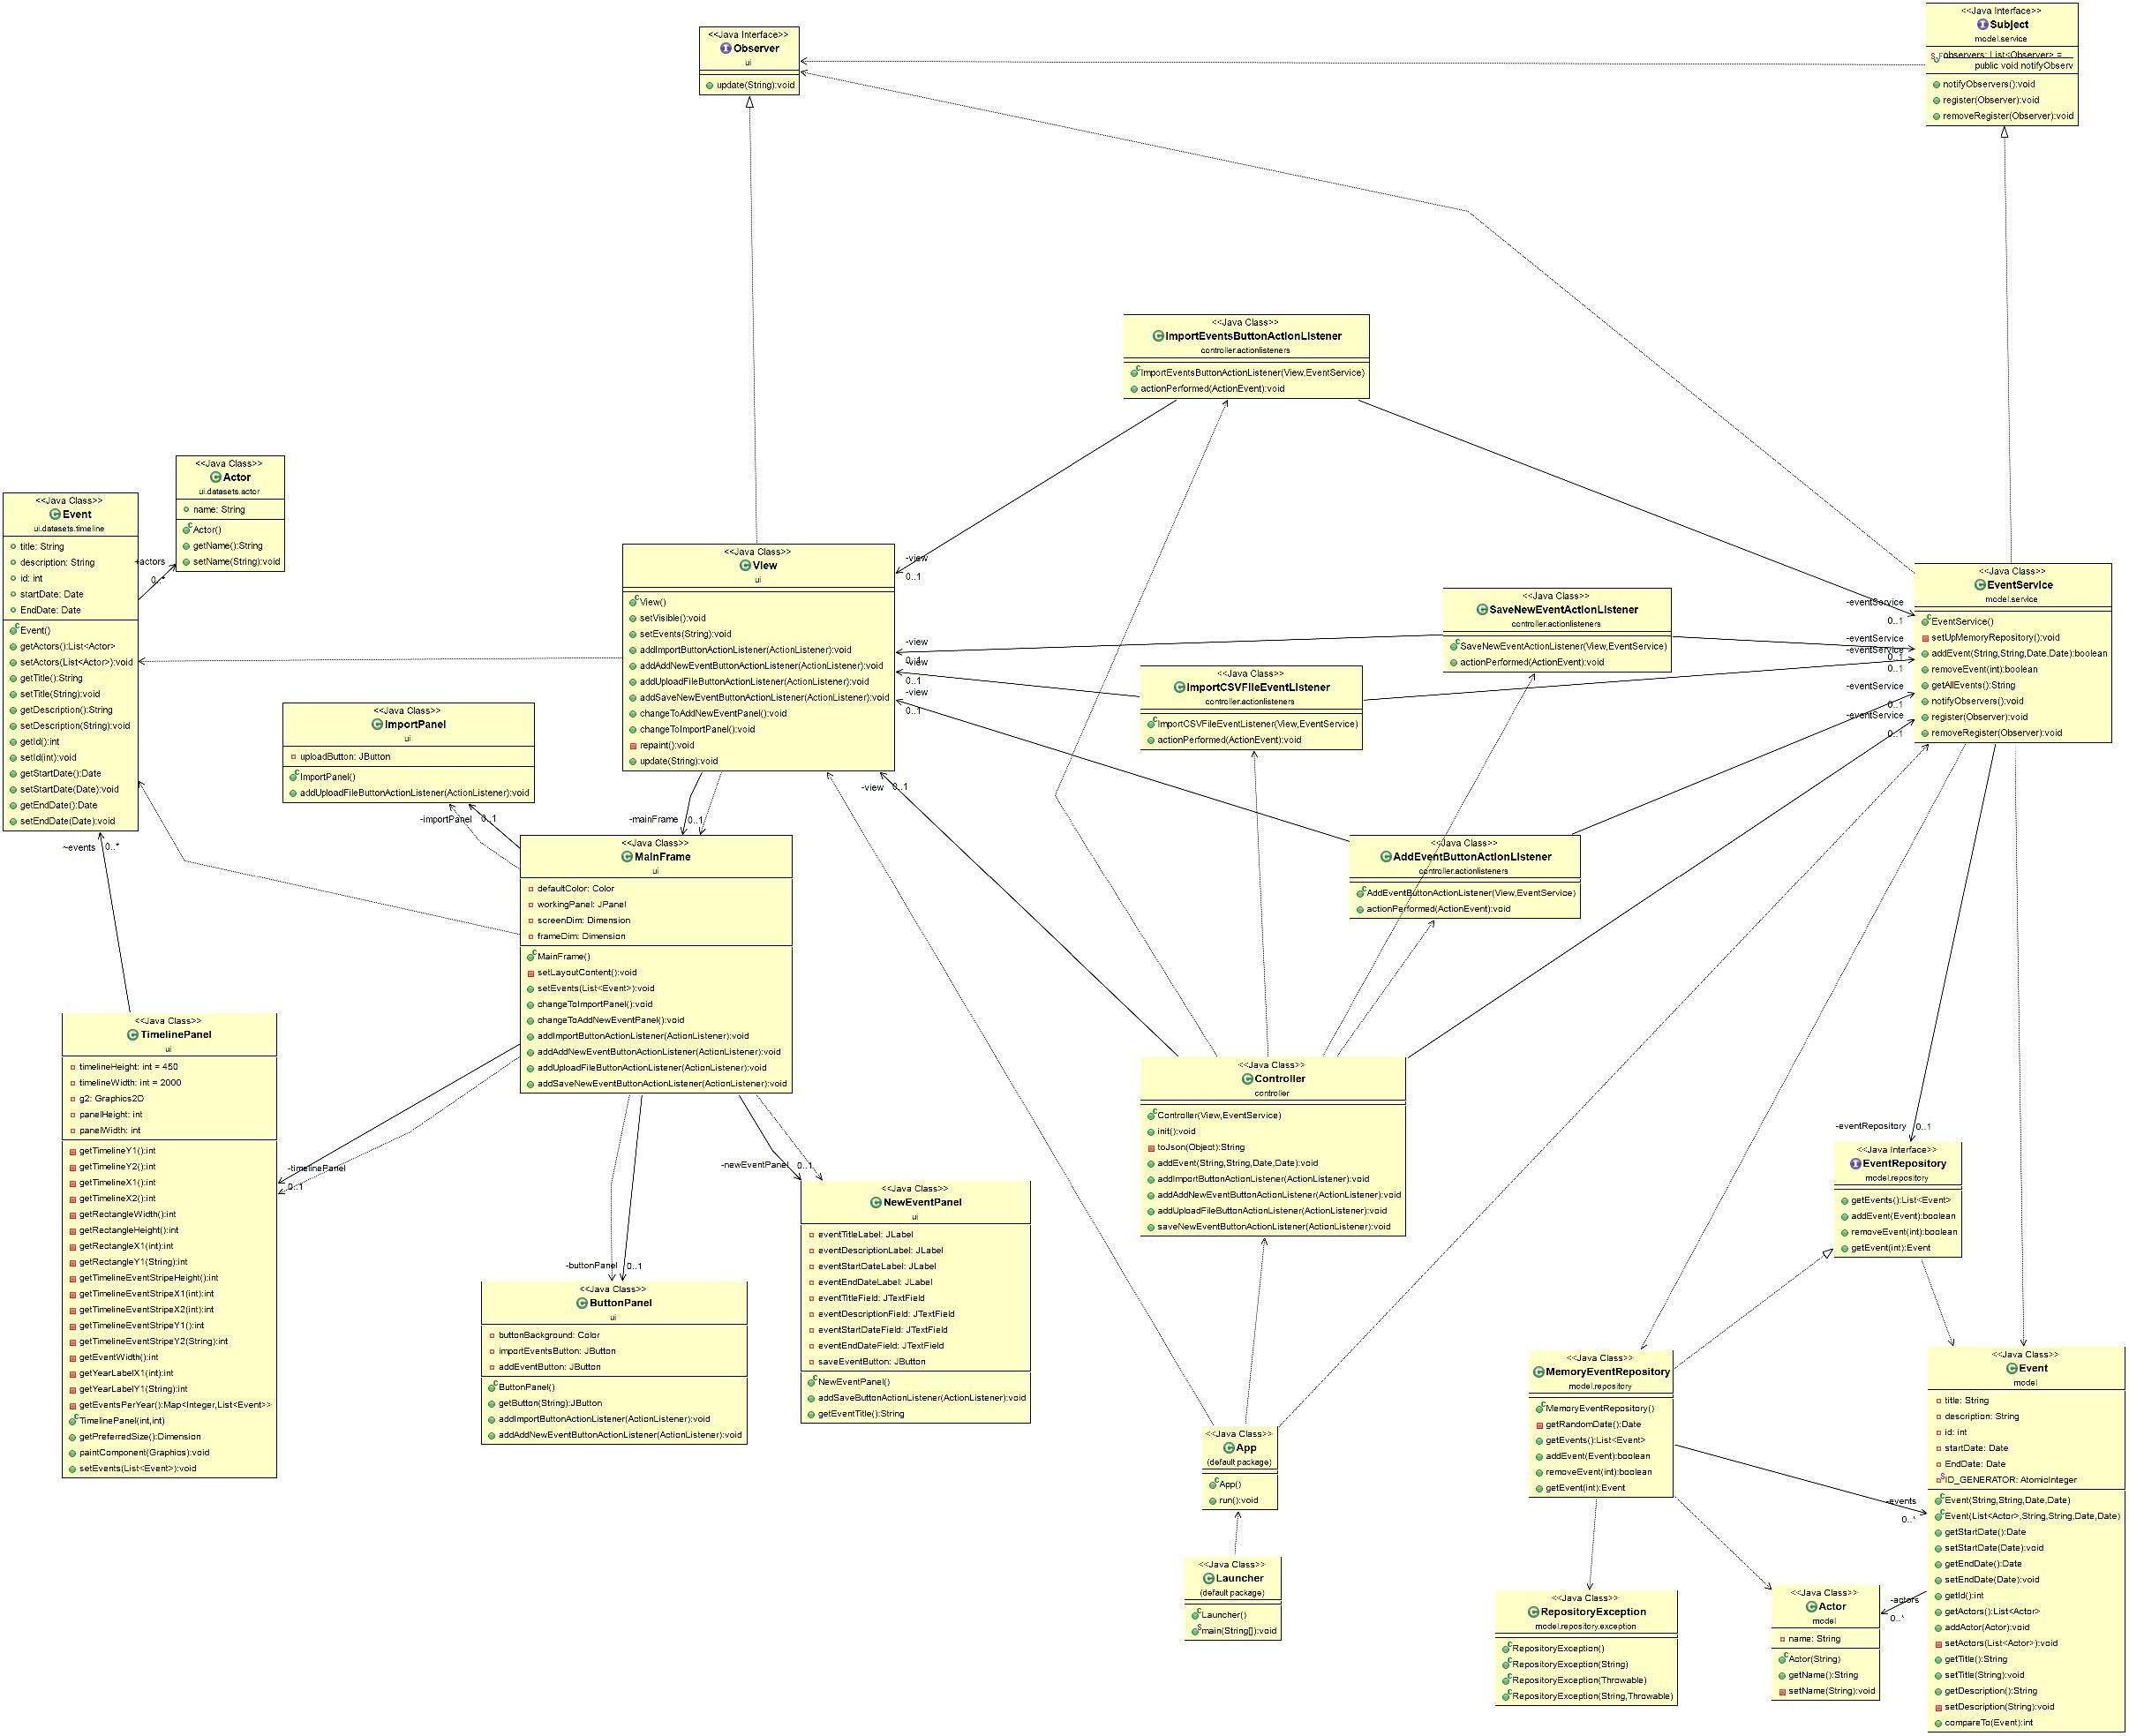 <<Java Interface>>
Observer
ui
update(String):void
<<Java Interface>>
Subject
model.service
observers: List<Observer> =
public void notifyObserv
notifyObservers():void
register(Observer):void
removeRegister(Observer):void
<<Java Class>>
ImportEventsButtonActionListener
controller.actionlisteners
ImportEventsButtonActionListener(View,EventService)
actionPerformed(ActionEvent):void
<<Java Class>>
Actor
ui.datasets.actor
name: String
Actor()
getName():String
setName(String):void
<<Java Class>>
Event
ui.datasets.timeline
title: String
description: String
id: int
startDate: Date
EndDate: Date
Event()
getActors():List<Actor>
setActors(List<Actor>):void
getTitle():String
setTitle(String):void
getDescription():String
setDescription(String):void
getId():int
setId(int):void
getStartDate():Date
setStartDate(Date):void
getEndDate():Date
setEndDate(Date):void
+actors
0..*
<<Java Class>>
View
ui
View()
setVisible():void
setEvents(String):void
addImportButtonActionListener(ActionListener):void
addAddNewEventButtonActionListener(ActionListener):void
addUploadFileButtonActionListener(ActionListener):void
addSaveNewEventButtonActionListener(ActionListener):void
changeToAddNewEventPanel():void
changeToImportPanel():void
repaint():void
update(String):void
-view
0..1
-view
0..1
-view
0..1
-view
0..1
-view
0..1
<<Java Class>>
SaveNewEventActionListener
controller.actionlisteners
SaveNewEventActionListener(View,EventService)
actionPerformed(ActionEvent):void
<<Java Class>>
ImportCSVFileEventListener
controller.actionlisteners
ImportCSVFileEventListener(View,EventService)
actionPerformed(ActionEvent):void
<<Java Class>>
EventService
model.service
EventService()
setUpMemoryRepository():void
addEvent(String,String,Date,Date):boolean
removeEvent(int):boolean
getAllEvents():String
notifyObservers():void
register(Observer):void
removeRegister(Observer):void
-eventService
0..1
-eventService
0..1
-eventService
0..1
-eventService
0..1
-eventService
0..1
<<Java Class>>
ImportPanel
ui
uploadButton: JButton
ImportPanel()
addUploadFileButtonActionListener(ActionListener):void
-importPanel
0..1
-mainFrame
0..1
~events
0..*
<<Java Class>>
MainFrame
ui
defaultColor: Color
workingPanel: JPanel
screenDim: Dimension
frameDim: Dimension
MainFrame()
setLayoutContent():void
setEvents(List<Event>):void
changeToImportPanel():void
changeToAddNewEventPanel():void
addImportButtonActionListener(ActionListener):void
addAddNewEventButtonActionListener(ActionListener):void
addUploadFileButtonActionListener(ActionListener):void
addSaveNewEventButtonActionListener(ActionListener):void
<<Java Class>>
AddEventButtonActionListener
controller.actionlisteners
AddEventButtonActionListener(View,EventService)
actionPerformed(ActionEvent):void
<<Java Class>>
TimelinePanel
ui
timelineHeight: int = 450
timelineWidth: int = 2000
g2: Graphics2D
panelHeight: int
panelWidth: int
getTimelineY1():int
getTimelineY2():int
getTimelineX1():int
getTimelineX2():int
getRectangleWidth():int
getRectangleHeight():int
getRectangleX1(int):int
getRectangleY1(String):int
getTimelineEventStripeHeight():int
getTimelineEventStripeX1(int):int
getTimelineEventStripeX2(int):int
getTimelineEventStripeY1():int
getTimelineEventStripeY2(String):int
getEventWidth():int
getYearLabelX1(int):int
getYearLabelY1(String):int
getEventsPerYear():Map<Integer,List<Event>>
TimelinePanel(int,int)
getPreferredSize():Dimension
paintComponent(Graphics):void
setEvents(List<Event>):void
-timelinePanel
0..1
-newEventPanel
0..1
-buttonPanel
0..1
<<Java Class>>
Controller
controller
Controller(View,EventService)
init():void
toJson(Object):String
addEvent(String,String,Date,Date):void
addImportButtonActionListener(ActionListener):void
addAddNewEventButtonActionListener(ActionListener):void
addUploadFileButtonActionListener(ActionListener):void
saveNewEventButtonActionListener(ActionListener):void
-eventRepository
0..1
<<Java Interface>>
EventRepository
model.repository
getEvents():List<Event>
addEvent(Event):boolean
removeEvent(int):boolean
getEvent(int):Event
<<Java Class>>
NewEventPanel
ui
eventTitleLabel: JLabel
eventDescriptionLabel: JLabel
eventStartDateLabel: JLabel
eventEndDateLabel: JLabel
eventTitleField: JTextField
eventDescriptionField: JTextField
eventStartDateField: JTextField
eventEndDateField: JTextField
saveEventButton: JButton
NewEventPanel()
addSaveButtonActionListener(ActionListener):void
getEventTitle():String
<<Java Class>>
ButtonPanel
ui
buttonBackground: Color
importEventsButton: JButton
addEventButton: JButton
ButtonPanel()
getButton(String):JButton
addImportButtonActionListener(ActionListener):void
addAddNewEventButtonActionListener(ActionListener):void
<<Java Class>>
App
(default package)
App()
run():void
<<Java Class>>
Launcher
(default package)
Launcher()
main(String[]):void
<<Java Class>>
MemoryEventRepository
model.repository
MemoryEventRepository()
getRandomDate():Date
getEvents():List<Event>
addEvent(Event):boolean
removeEvent(int):boolean
getEvent(int):Event
-events
0..*
<<Java Class>>
Event
model
title: String
description: String
id: int
startDate: Date
EndDate: Date
ID_GENERATOR: AtomicInteger
Event(String,String,Date,Date)
Event(List<Actor>,String,String,Date,Date)
getStartDate():Date
setStartDate(Date):void
getEndDate():Date
setEndDate(Date):void
getId():int
getActors():List<Actor>
addActor(Actor):void
setActors(List<Actor>):void
getTitle():String
setTitle(String):void
getDescription():String
setDescription(String):void
compareTo(Event):int
-actors
0..*
<<Java Class>>
RepositoryException
model.repository.exception
RepositoryException()
RepositoryException(String)
RepositoryException(Throwable)
RepositoryException(String,Throwable)
<<Java Class>>
Actor
model
name: String
Actor(String)
getName():String
setName(String):void